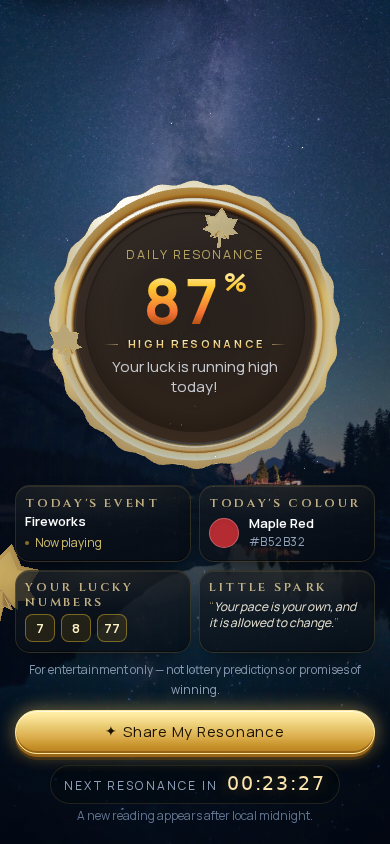 DAILY RESONANCE
87%
HIGH RESONANCE
Your luck is running high
today!
TODAY'S EVENT
Fireworks
• Now playing
TODAY'S COLOUR
Maple Red
#B52B32
YOUR LUCKY
NUMBERS
7 8 77
LITTLE SPARK
"Your pace is your own, and
it is allowed to change."
For entertainment only — not lottery predictions or promises of
winning.
✦ Share My Resonance
NEXT RESONANCE IN 00:23:27
A new reading appears after local midnight.